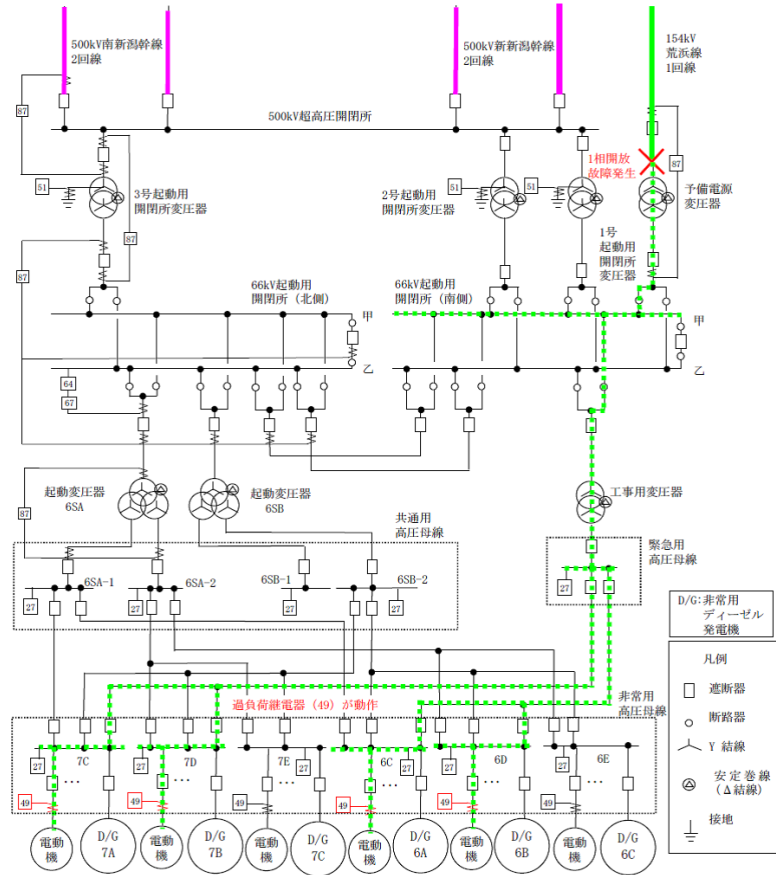 500kV南新潟幹線
2回線
500kV新新潟幹線
2回線
154kV
荒浜線
1回線
87
500kV超高圧開閉所
1相開放
故障発生
87
51
3号起動用
開閉所変圧器
51
2号起動用
開閉所変圧器
51
予備電源
変圧器
87
87
1号
起動用
開閉所
変圧器
66kV起動用
開閉所（北側）
66kV起動用
開閉所（南側）
甲
甲
乙
乙
64
67
起動変圧器
6SA
起動変圧器
6SB
工事用変圧器
87
共通用
高圧母線
緊急用
高圧母線
6SA-1
6SA-2
6SB-1
6SB-2
27
27
27
27
27
D/G:非常用
ディーゼル
発電機
凡例
遮断器
断路器
Y 結線
安定巻線
（Δ結線）
接地
過負荷継電器（49）が動作
非常用
高圧母線
7C
7D
7E
6C
6D
6E
27
27
27
27
27
27
…
…
…
…
…
…
49
49
49
49
49
49
電動
機
D/G
7A
電動
機
D/G
7B
電動
機
D/G
7C
電動
機
D/G
6A
電動
機
D/G
6B
電動
機
D/G
6C